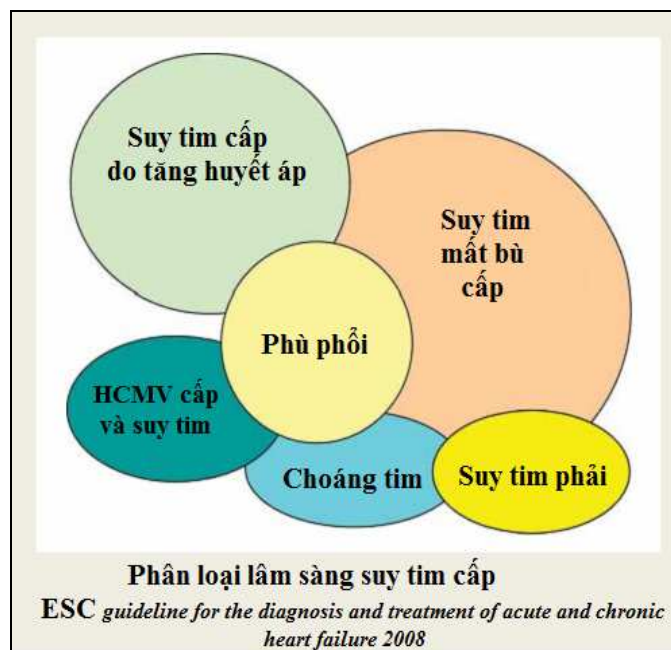 Suy tim cấp
do tăng huyết áp
Suy tim
mất bù
cấp
Phù phổi
HCMV cấp
và suy tim
Choáng tim
Suy tim phải
Phân loại lâm sàng suy tim cấp
ESC guideline for the diagnosis and treatment of acute and chronic
heart failure 2008